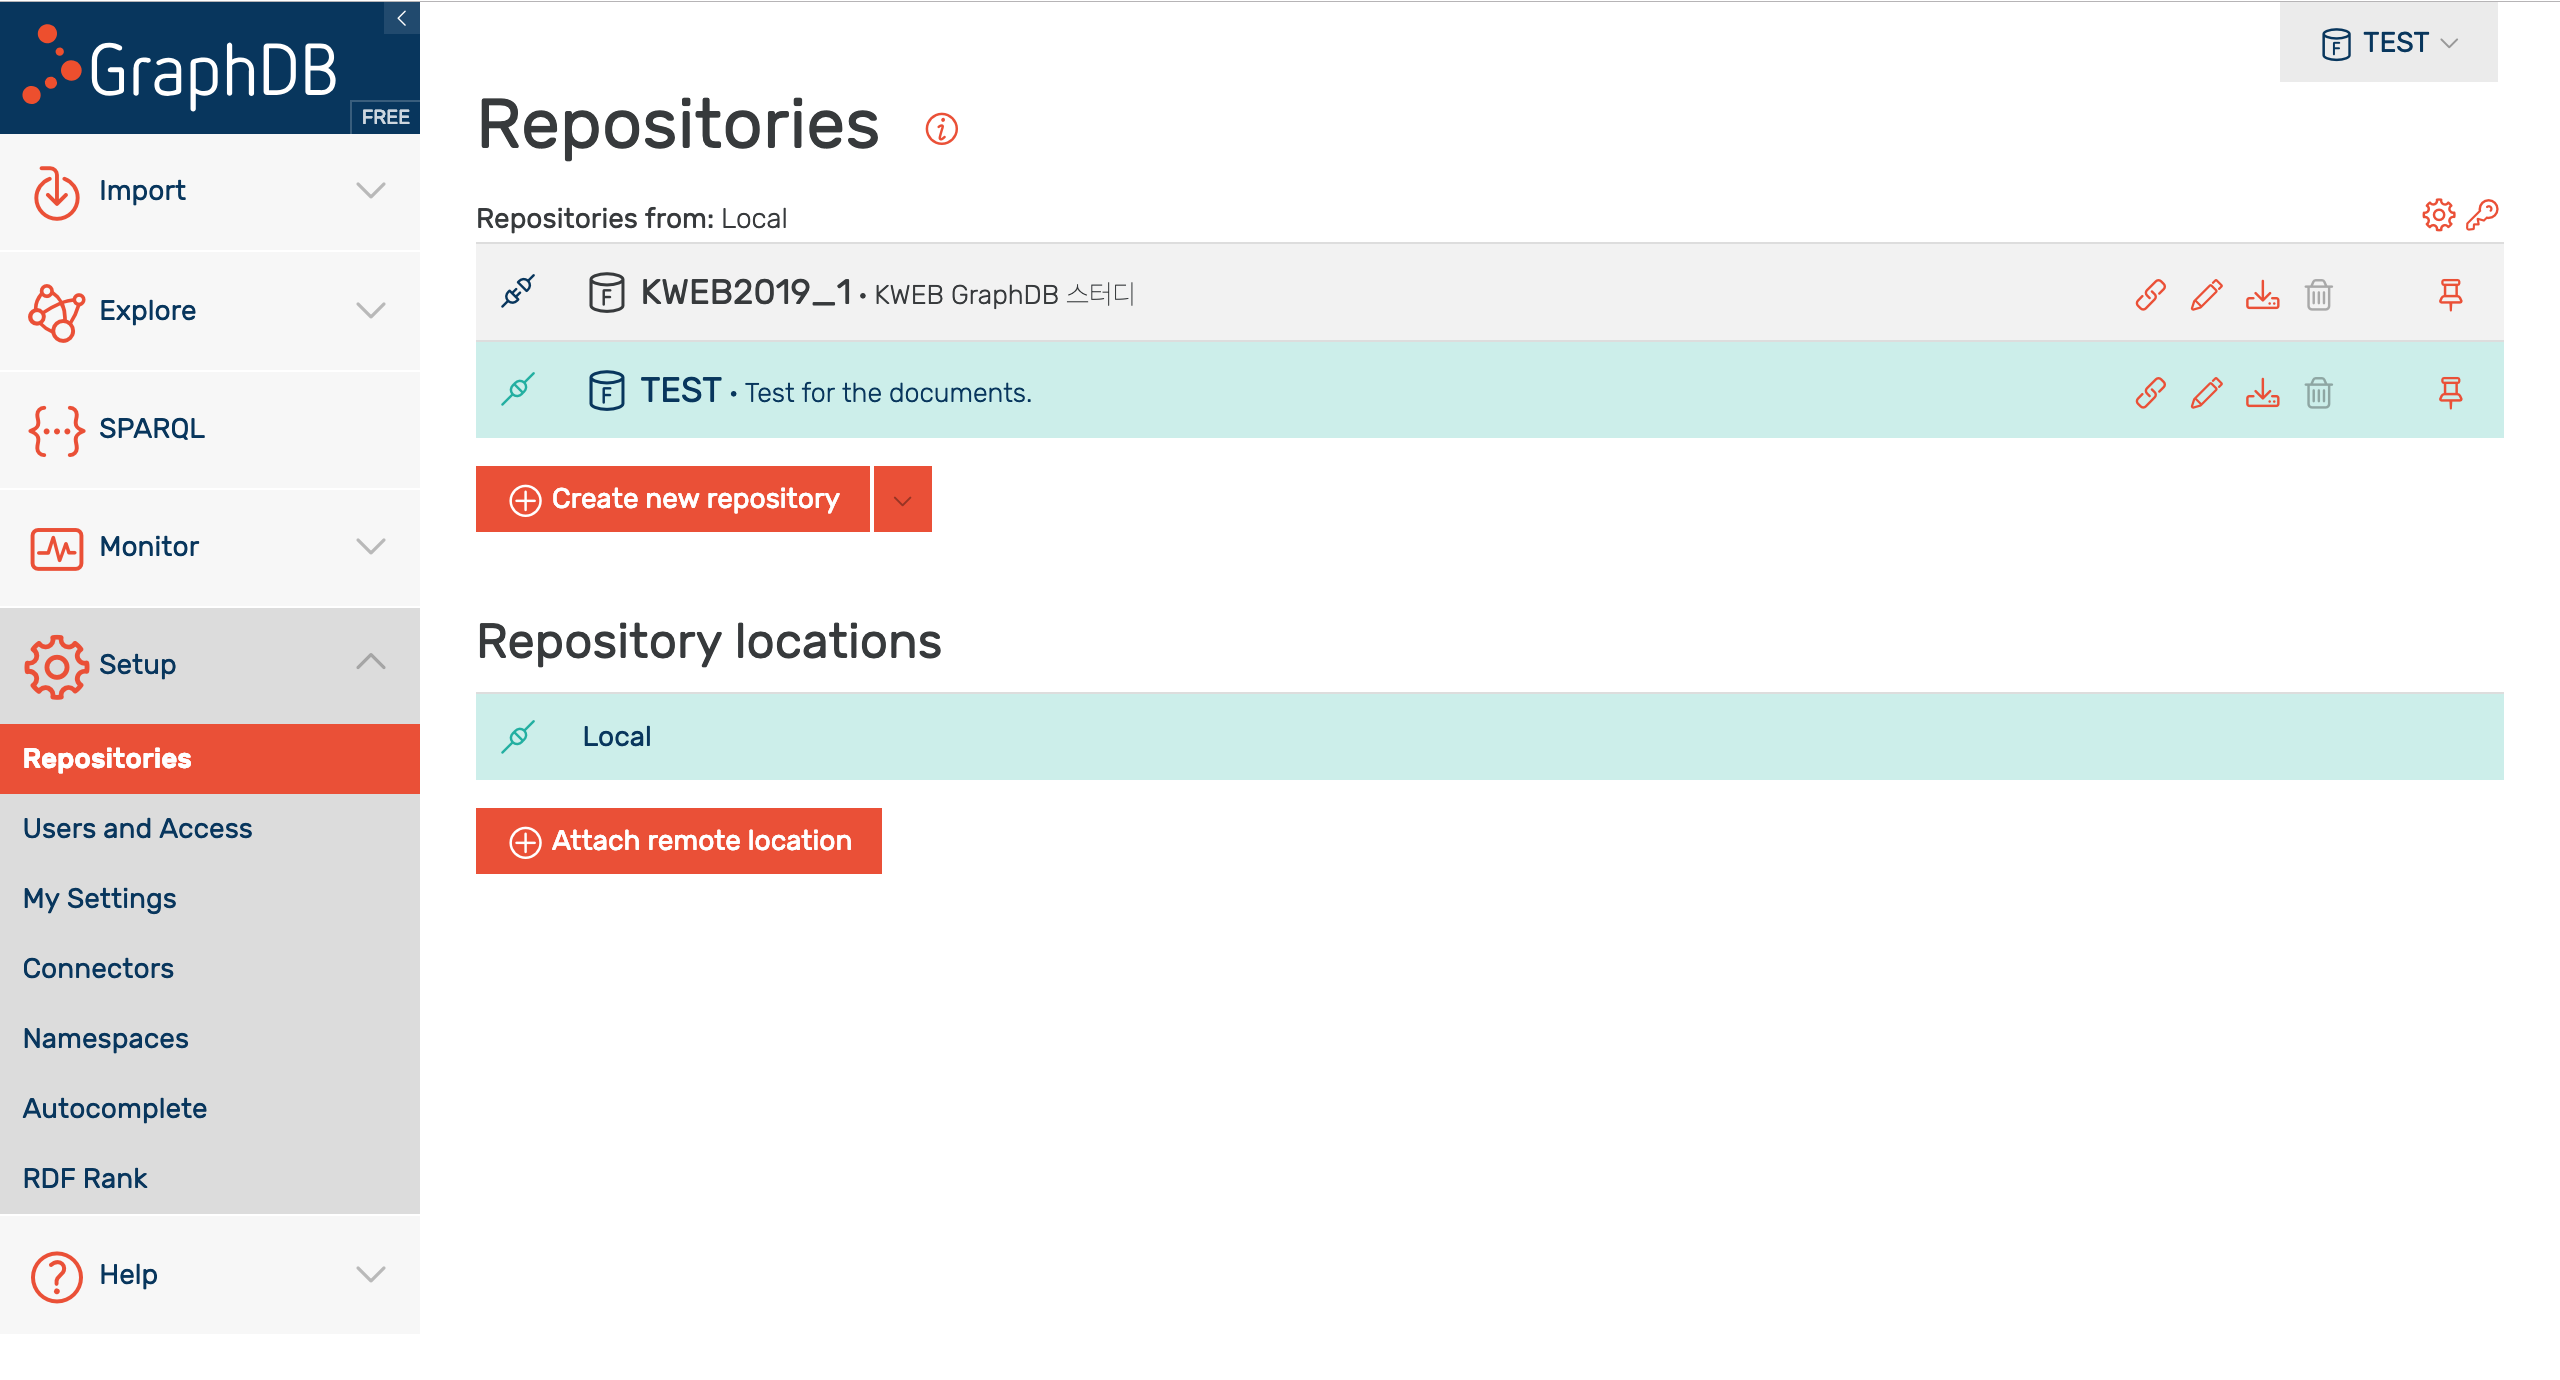 GraphDB
FREE
Import
Explore
SPARQL
Monitor
Setup
Repositories
Users and Access
My Settings
Connectors
Namespaces
Autocomplete
RDF Rank
Help
TEST
Repositories
Repositories from: Local
KWEB2019_1 • KWEB GraphDB 스터디
TEST • Test for the documents.
Create new repository
Repository locations
Local
Attach remote location